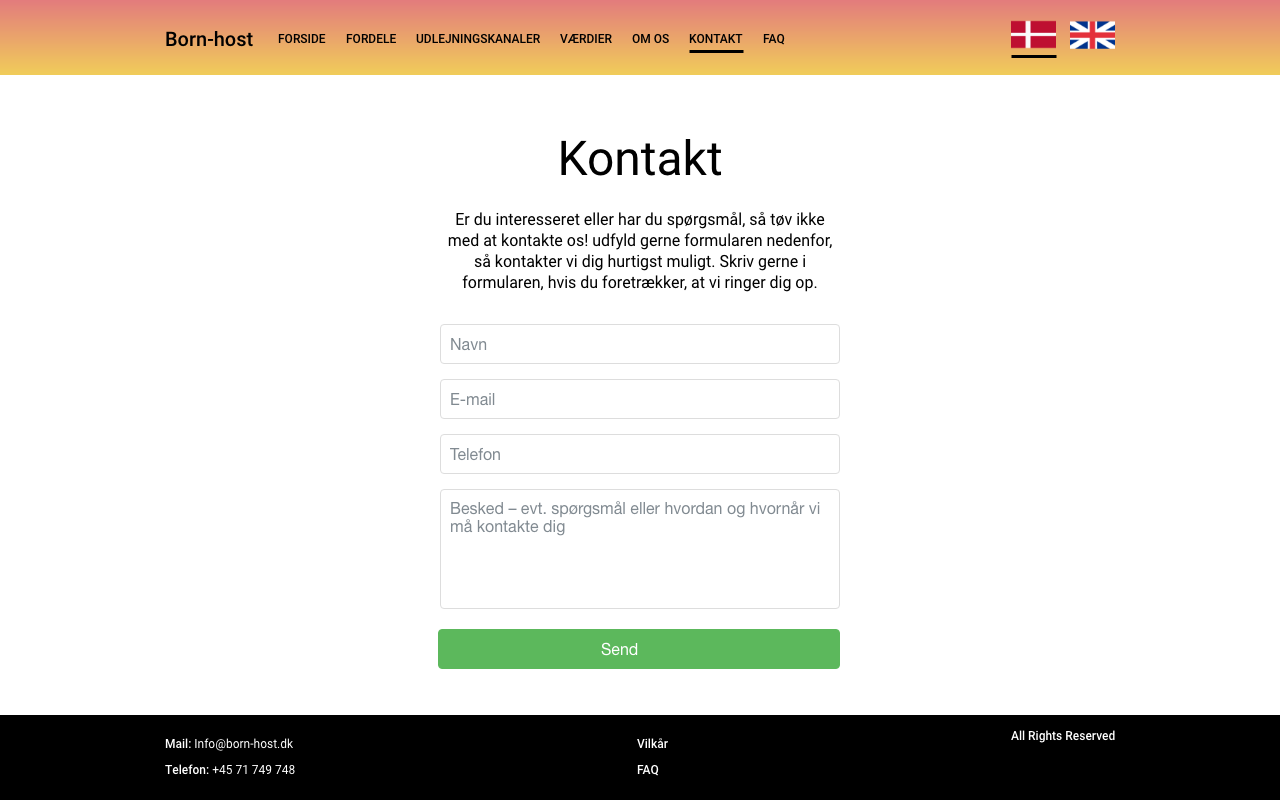 Born-host FORSIDE FORDELE UDLEJNINGSKANALER VÆRDIER OM OS KONTAKT FAQ
Kontakt
Er du interesseret eller har du spørgsmål, så tøv ikke
med at kontakte os! udfyld gerne formularen nedenfor,
så kontakter vi dig hurtigst muligt. Skriv gerne i
formularen, hvis du foretrækker, at vi ringer dig op.
Navn
E-mail
Telefon
Besked – evt. spørgsmål eller hvordan og hvornår vi
må kontakte dig
Send
Mail: Info@born-host.dk
Telefon: +45 71 749 748
Vilkår
FAQ
All Rights Reserved